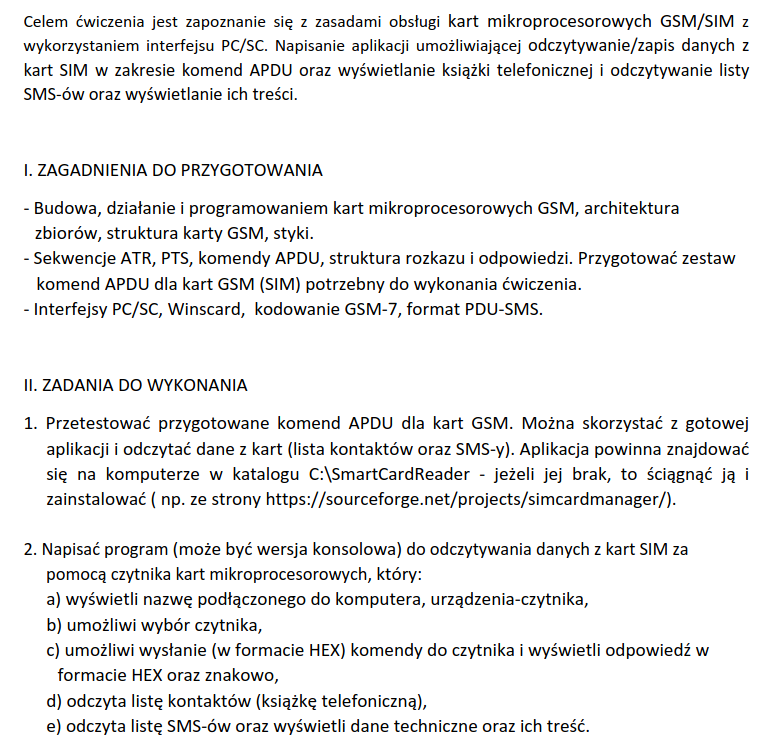 Celem ćwiczenia jest zapoznanie się z zasadami obsługi kart mikroprocesorowych GSM/SIM z
wykorzystaniem interfejsu PC/SC. Napisanie aplikacji umożliwiającej odczytywanie/zapis danych z
kart SIM w zakresie komend APDU oraz wyświetlanie książki telefonicznej i odczytywanie listy
SMS-ów oraz wyświetlanie ich treści.
I. ZAGADNIENIA DO PRZYGOTOWANIA
- Budowa, działanie i programowaniem kart mikroprocesorowych GSM, architektura
zbiorów, struktura karty GSM, styki.
- Sekwencje ATR, PTS, komendy APDU, struktura rozkazu i odpowiedzi. Przygotować zestaw
komend APDU dla kart GSM (SIM) potrzebny do wykonania ćwiczenia.
- Interfejsy PC/SC, Winscard, kodowanie GSM-7, format PDU-SMS.
II. ZADANIA DO WYKONANIA
1. Przetestować przygotowane komend APDU dla kart GSM. Można skorzystać z gotowej
aplikacji i odczytać dane z kart (lista kontaktów oraz SMS-y). Aplikacja powinna znajdować
się na komputerze w katalogu C:\SmartCardReader - jeżeli jej brak, to ściągnąć ją i
zainstalować ( np. ze strony https://sourceforge.net/projects/simcardmanager/).
2. Napisać program (może być wersja konsolowa) do odczytywania danych z kart SIM za
pomocą czytnika kart mikroprocesorowych, który:
a) wyświetli nazwę podłączonego do komputera, urządzenia-czytnika,
b) umożliwi wybór czytnika,
c) umożliwi wysłanie (w formacie HEX) komendy do czytnika i wyświetli odpowiedź w
formacie HEX oraz znakowo,
d) odczyta listę kontaktów (książkę telefoniczną),
e) odczyta listę SMS-ów oraz wyświetli dane techniczne oraz ich treść.